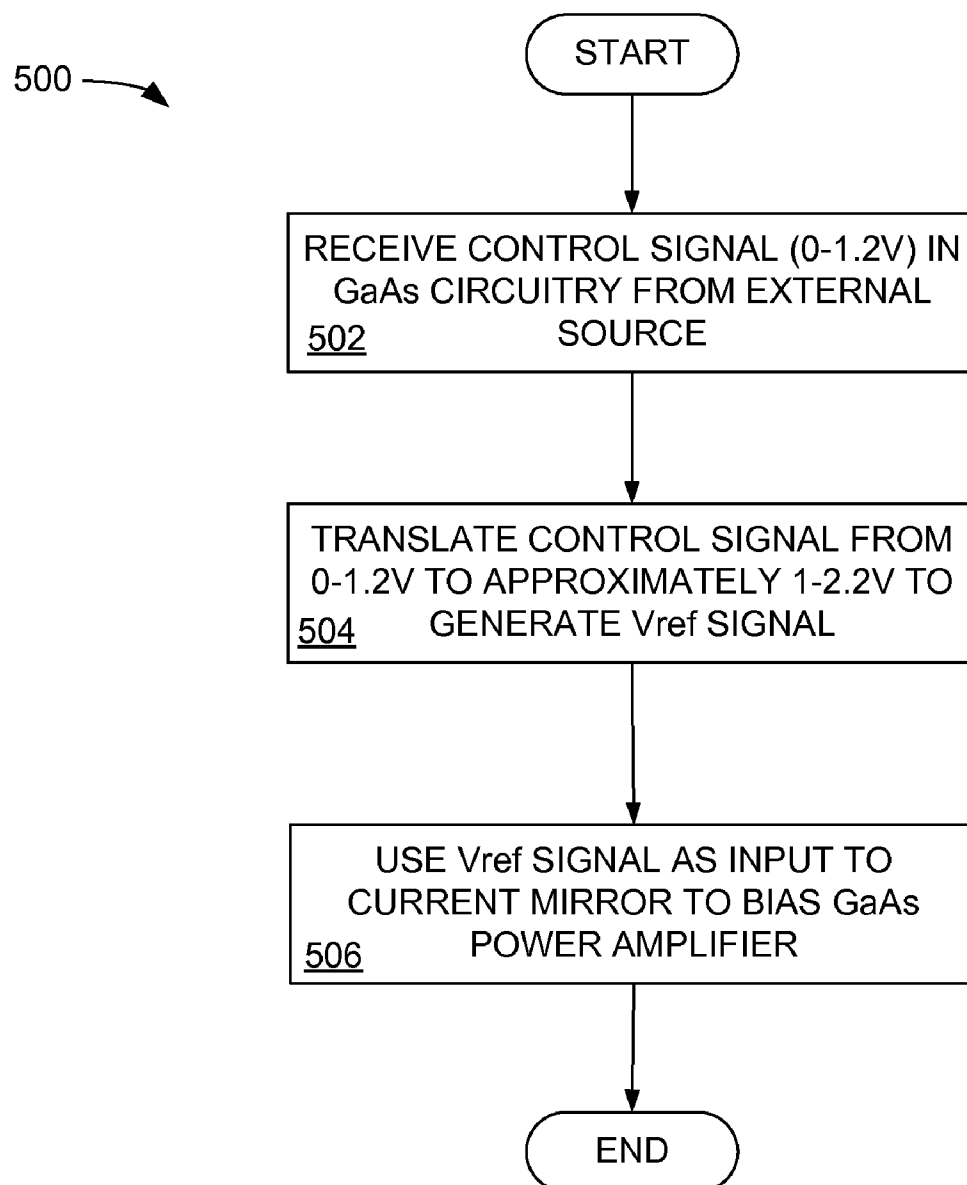 START
500
RECEIVE CONTROL SIGNAL (0-1.2V) IN
GaAs CIRCUITRY FROM EXTERNAL
SOURCE
502
TRANSLATE CONTROL SIGNAL FROM
0-1.2V TO APPROXIMATELY 1-2.2V TO
GENERATE Vref SIGNAL
504
USE Vref SIGNAL AS INPUT TO
CURRENT MIRROR TO BIAS GaAs
POWER AMPLIFIER
506
END